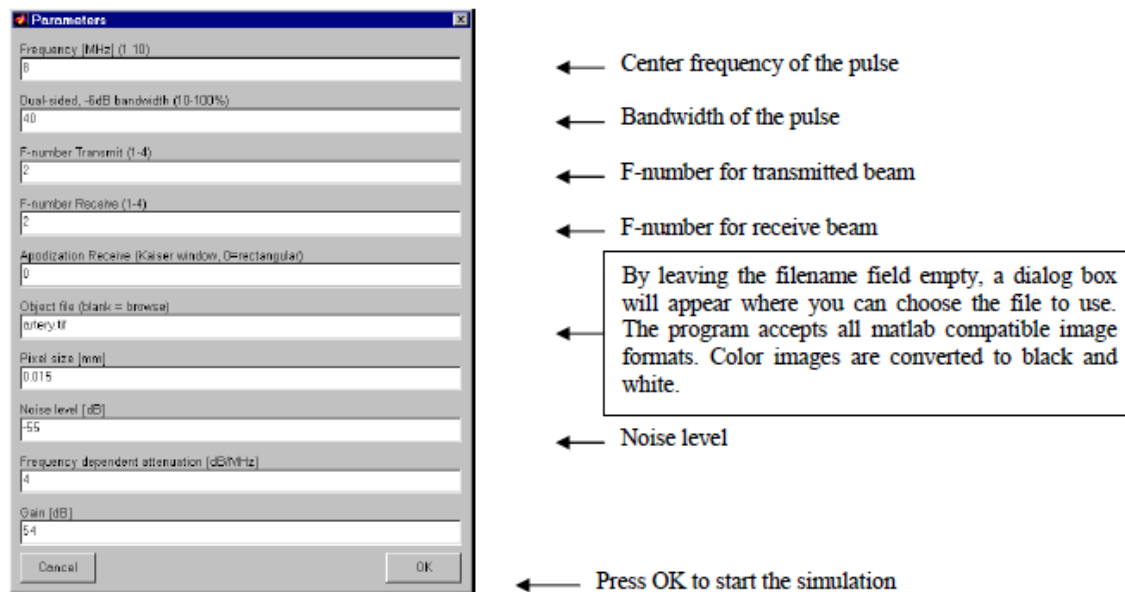 Parameters
Frequency [MHz] (1 10)
8
Center frequency of the pulse
Dual-sided, -6dB bandwidth (10-100%)
40
Bandwidth of the pulse
F-number Transmit (1-4)
2
F-number for transmitted beam
F-number Receive (1-4)
2
F-number for receive beam
Apodization Receive (Kaiser window, 0=rectangular)
0
Object file (blank = browse)
artery.tif
By leaving the filename field empty, a dialog box
will appear where you can choose the file to use.
The program accepts all matlab compatible image
formats. Color images are converted to black and
white.
Pixel size [mm]
0.015
Noise level [dB]
-55
Noise level
Frequency dependent attenuation [dB/MHz]
4
Gain [dB]
54
Cancel
OK
Press OK to start the simulation